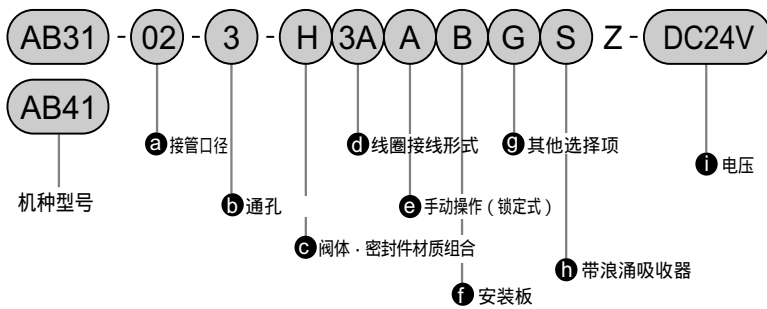 AB31 - 02 - 3 - H 3A A B G S Z - DC24V
AB41
a 接管口径
d 线圈接线形式
g 其他选择项
i 电压
机种型号
b 通孔
e 手动操作（锁定式）
c 阀体·密封件材质组合
h 带浪涌吸收器
f 安装板